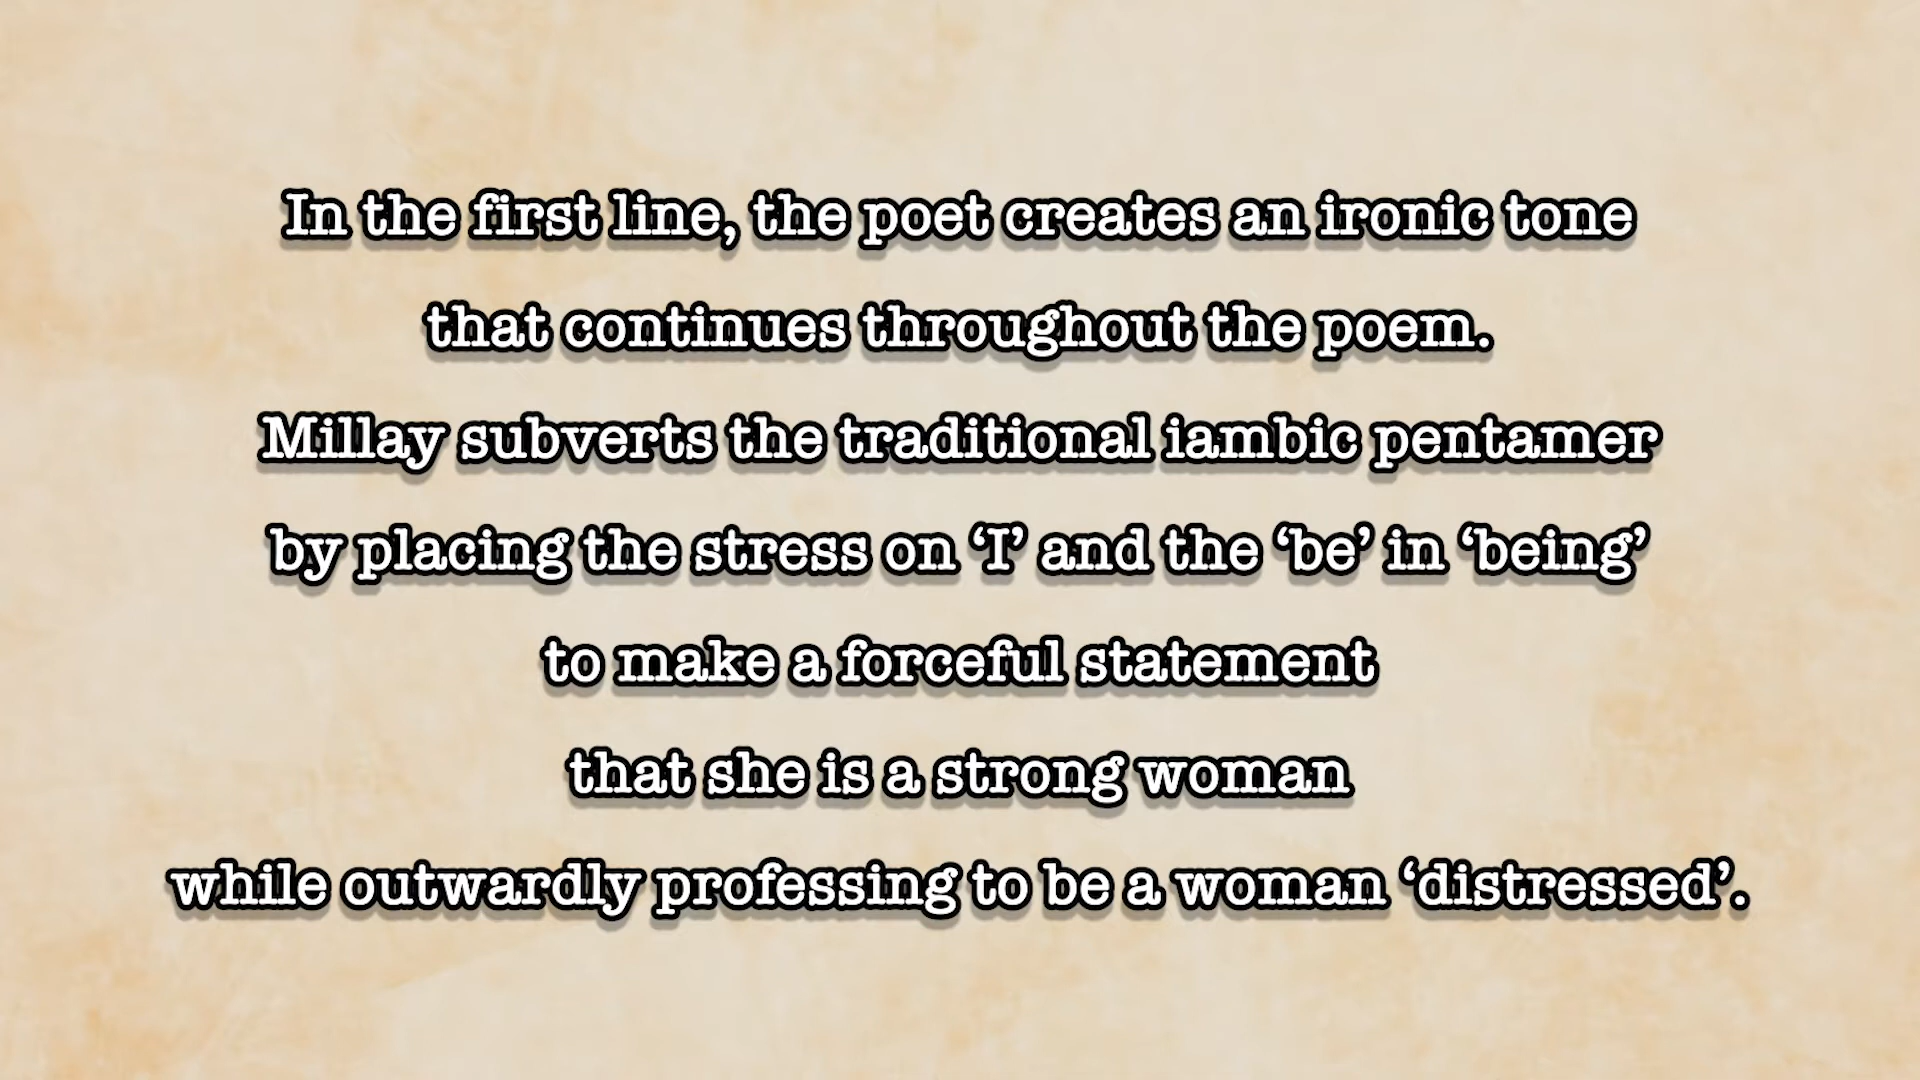 In the first line, the poet creates an ironic tone
that continues throughout the poem.
Millay subverts the traditional iambic pentamer
by placing the stress on ‘I’ and the ‘be’ in ‘being’
to make a forceful statement
that she is a strong woman
while outwardly professing to be a woman ‘distressed’.